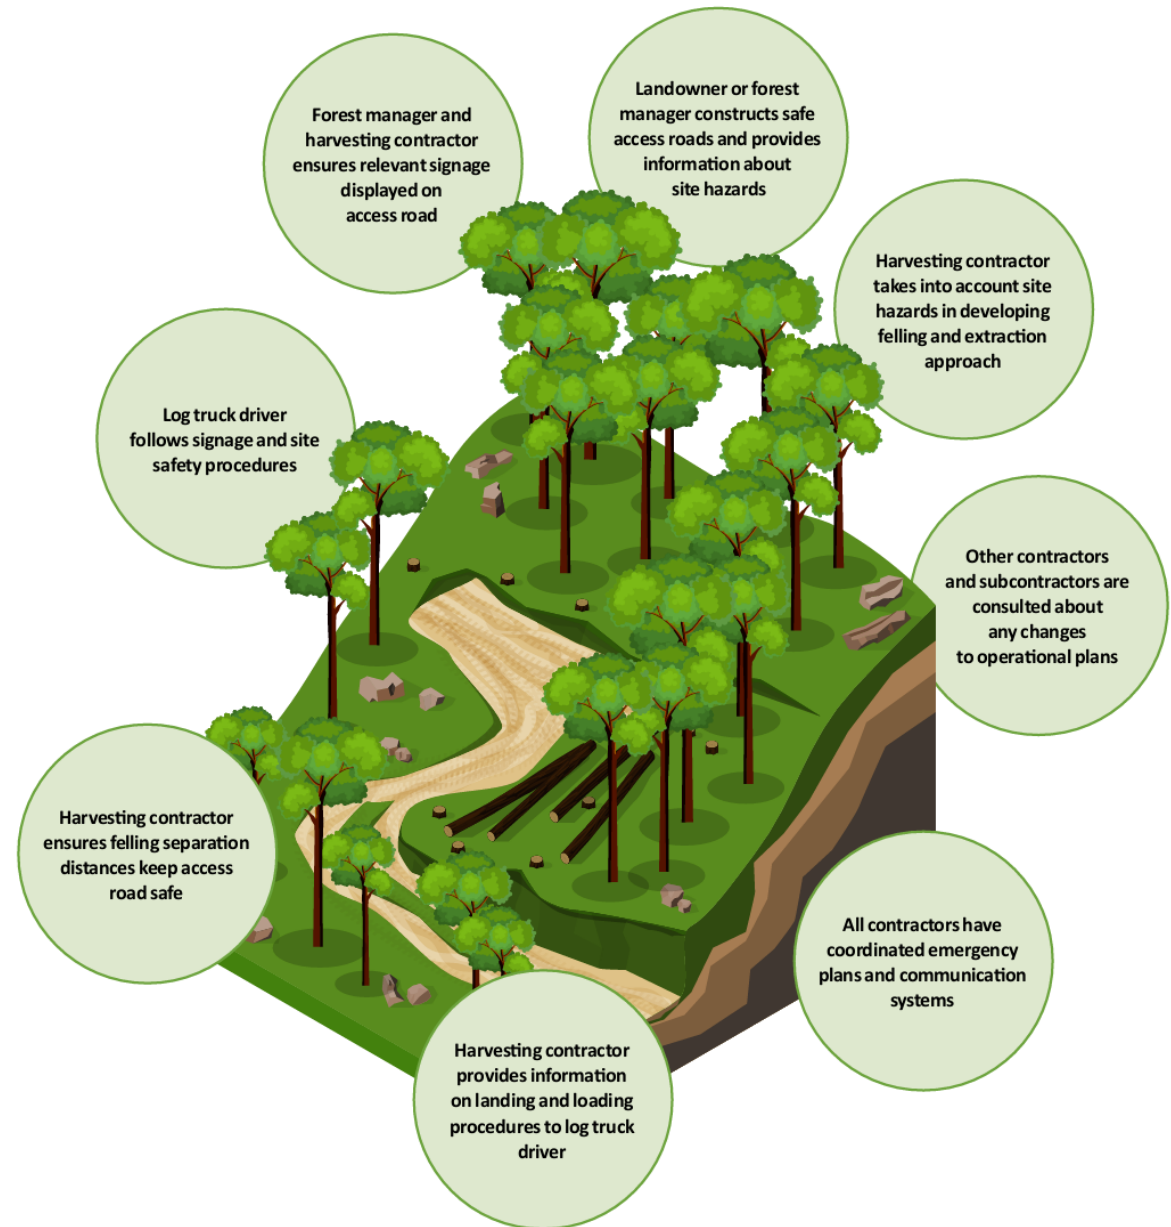 Forest manager and
harvesting contractor
ensures relevant signage
displayed on
access road
Landowner or forest
manager constructs safe
access roads and provides
information about
site hazards
Harvesting contractor
takes into account site
hazards in developing
felling and extraction
approach
Log truck driver
follows signage and site
safety procedures
Other contractors
and subcontractors are
consulted about
any changes
to operational plans
Harvesting contractor
ensures felling separation
distances keep access
road safe
All contractors have
coordinated emergency
plans and communication
systems
Harvesting contractor
provides information
on landing and loading
procedures to log truck
driver